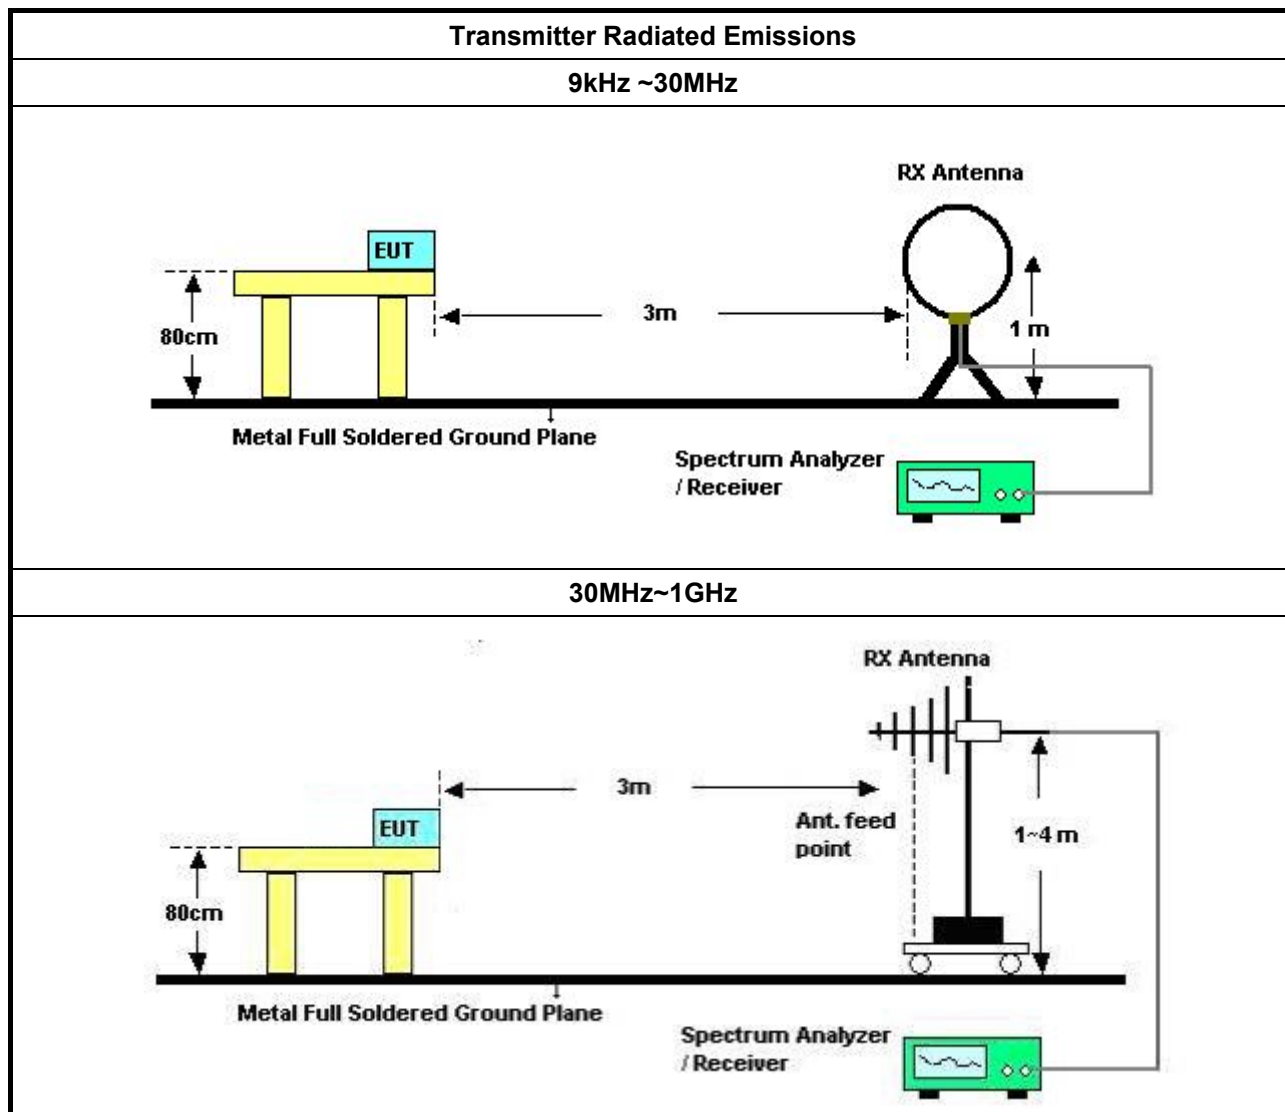 Transmitter Radiated Emissions
9kHz ~30MHz
RX Antenna
EUT
3m
80cm
1 m
Metal Full Soldered Ground Plane
Spectrum Analyzer
/ Receiver
30MHz~1GHz
RX Antenna
3m
EUT
Ant. feed
point
1~4 m
80cm
Metal Full Soldered Ground Plane
Spectrum Analyzer
/ Receiver